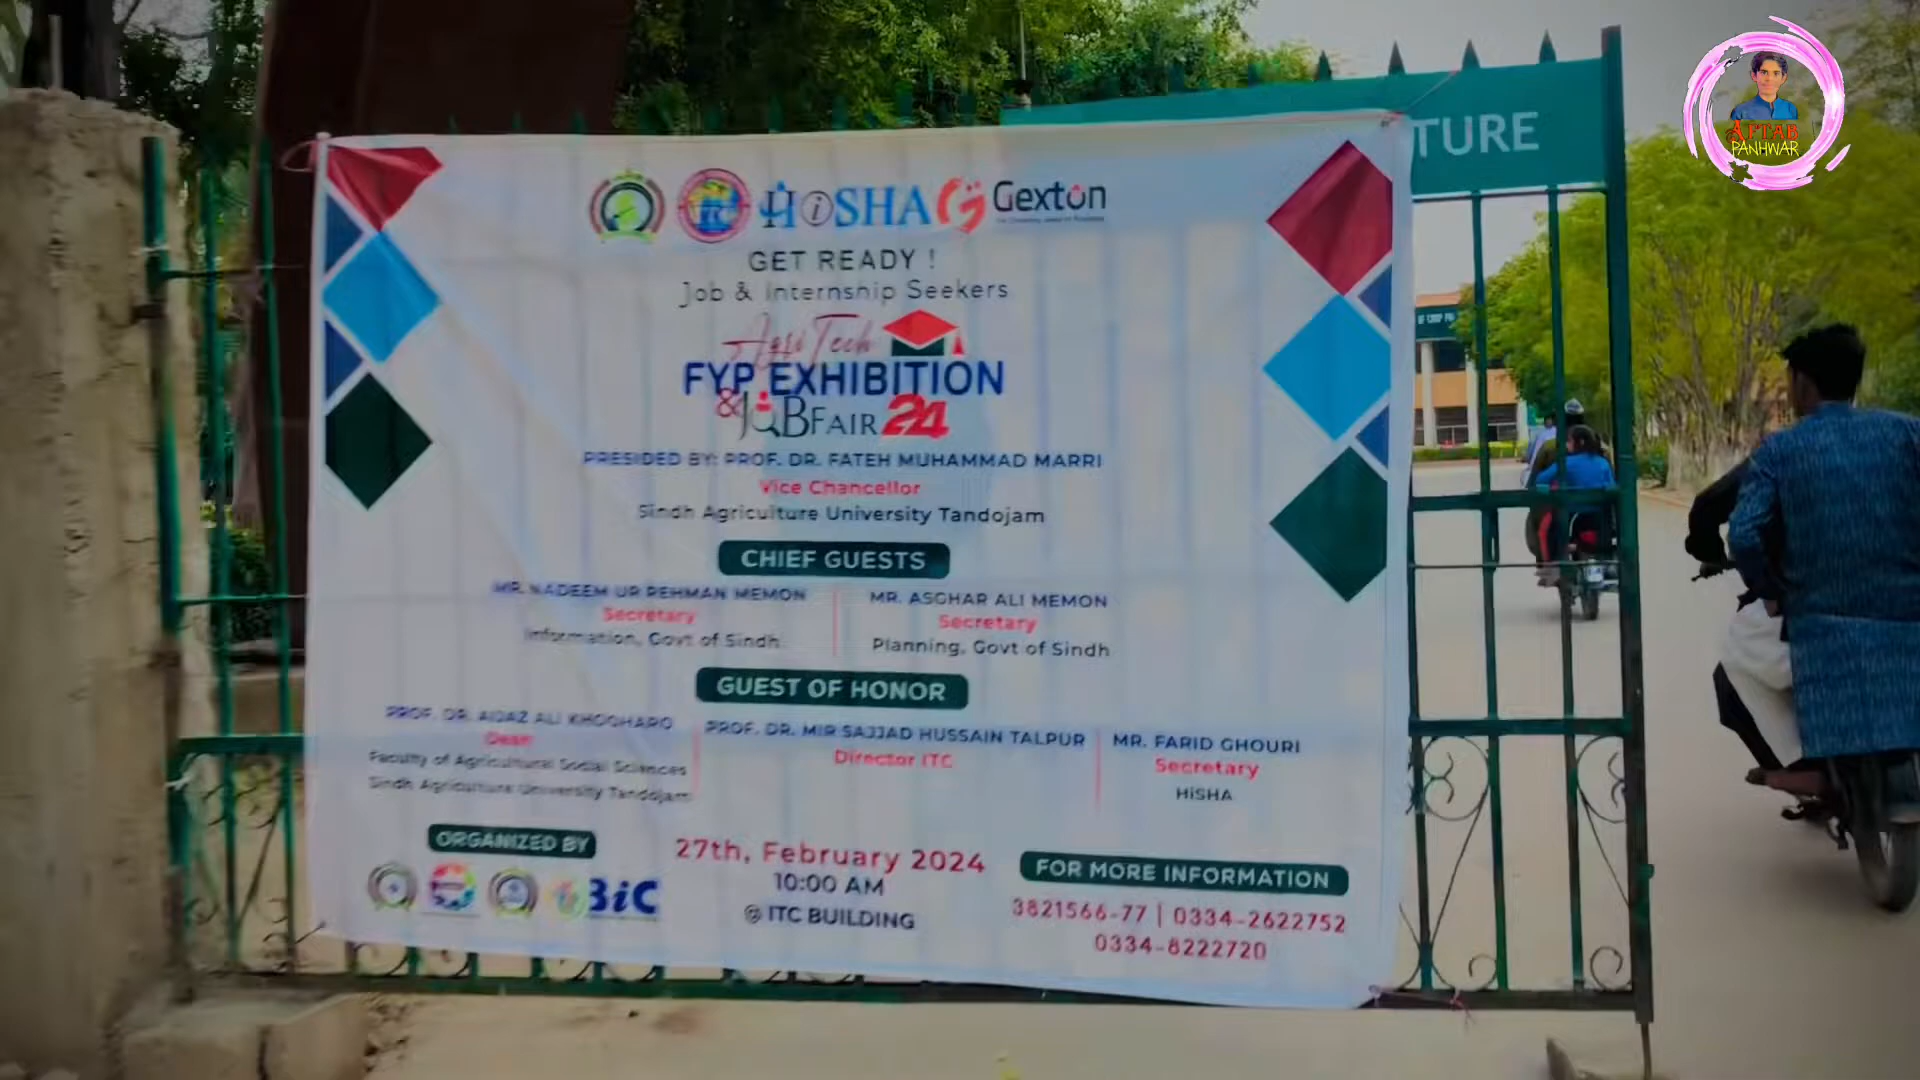 TURE
AFTAB
PANHWAR
HiSHA Gexton
GET READY !
Job & Internship Seekers
AgriTech
FYP EXHIBITION
& JOB FAIR 24
PRESIDED BY: PROF. DR. FATEH MUHAMMAD MARRI
Vice Chancellor
Sindh Agriculture University Tandojam
CHIEF GUESTS
MR. NADEEM UR REHMAN MEMON
Secretary
Information, Govt of Sindh
MR. ASGHAR ALI MEMON
Secretary
Planning, Govt of Sindh
GUEST OF HONOR
PROF. DR. AIJAZ ALI KHOOHARO
Dean
Faculty of Agricultural Social Sciences
Sindh Agriculture University Tandojam
PROF. DR. MIR SAJJAD HUSSAIN TALPUR
Director ITC
MR. FARID GHOURI
Secretary
HiSHA
ORGANIZED BY
BiC
27th, February 2024
10:00 AM
@ ITC BUILDING
FOR MORE INFORMATION
3821566-77 | 0334-2622752
0334-8222720